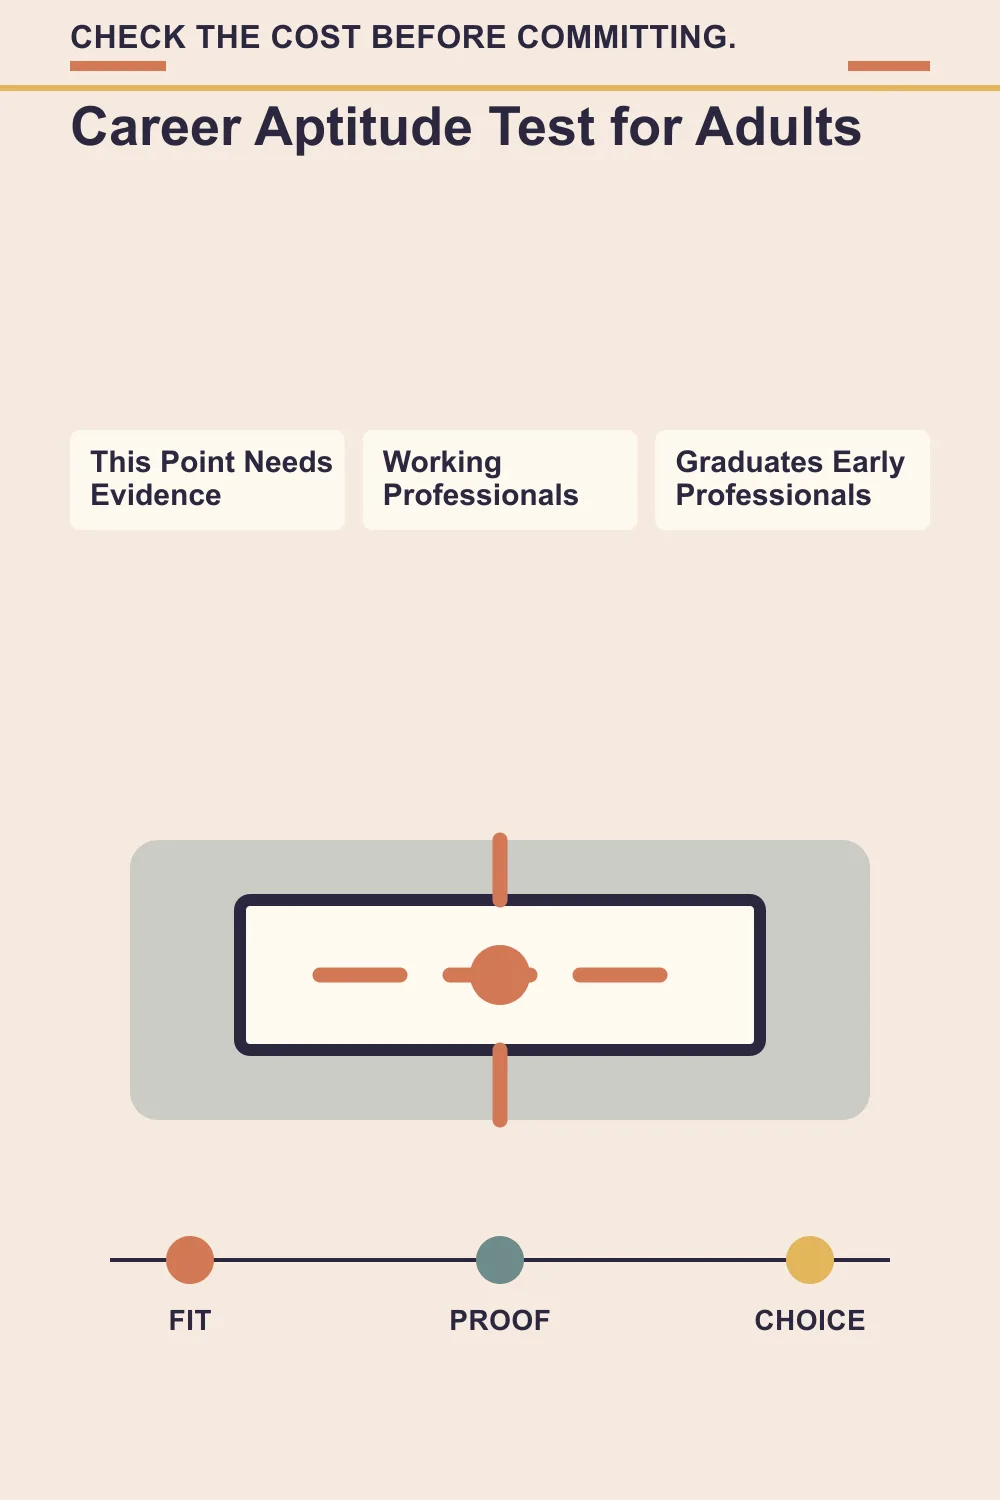 CHECK THE COST BEFORE COMMITTING.
Career Aptitude Test for Adults
This Point Needs
Evidence
Working
Professionals
Graduates Early
Professionals
FIT
PROOF
CHOICE